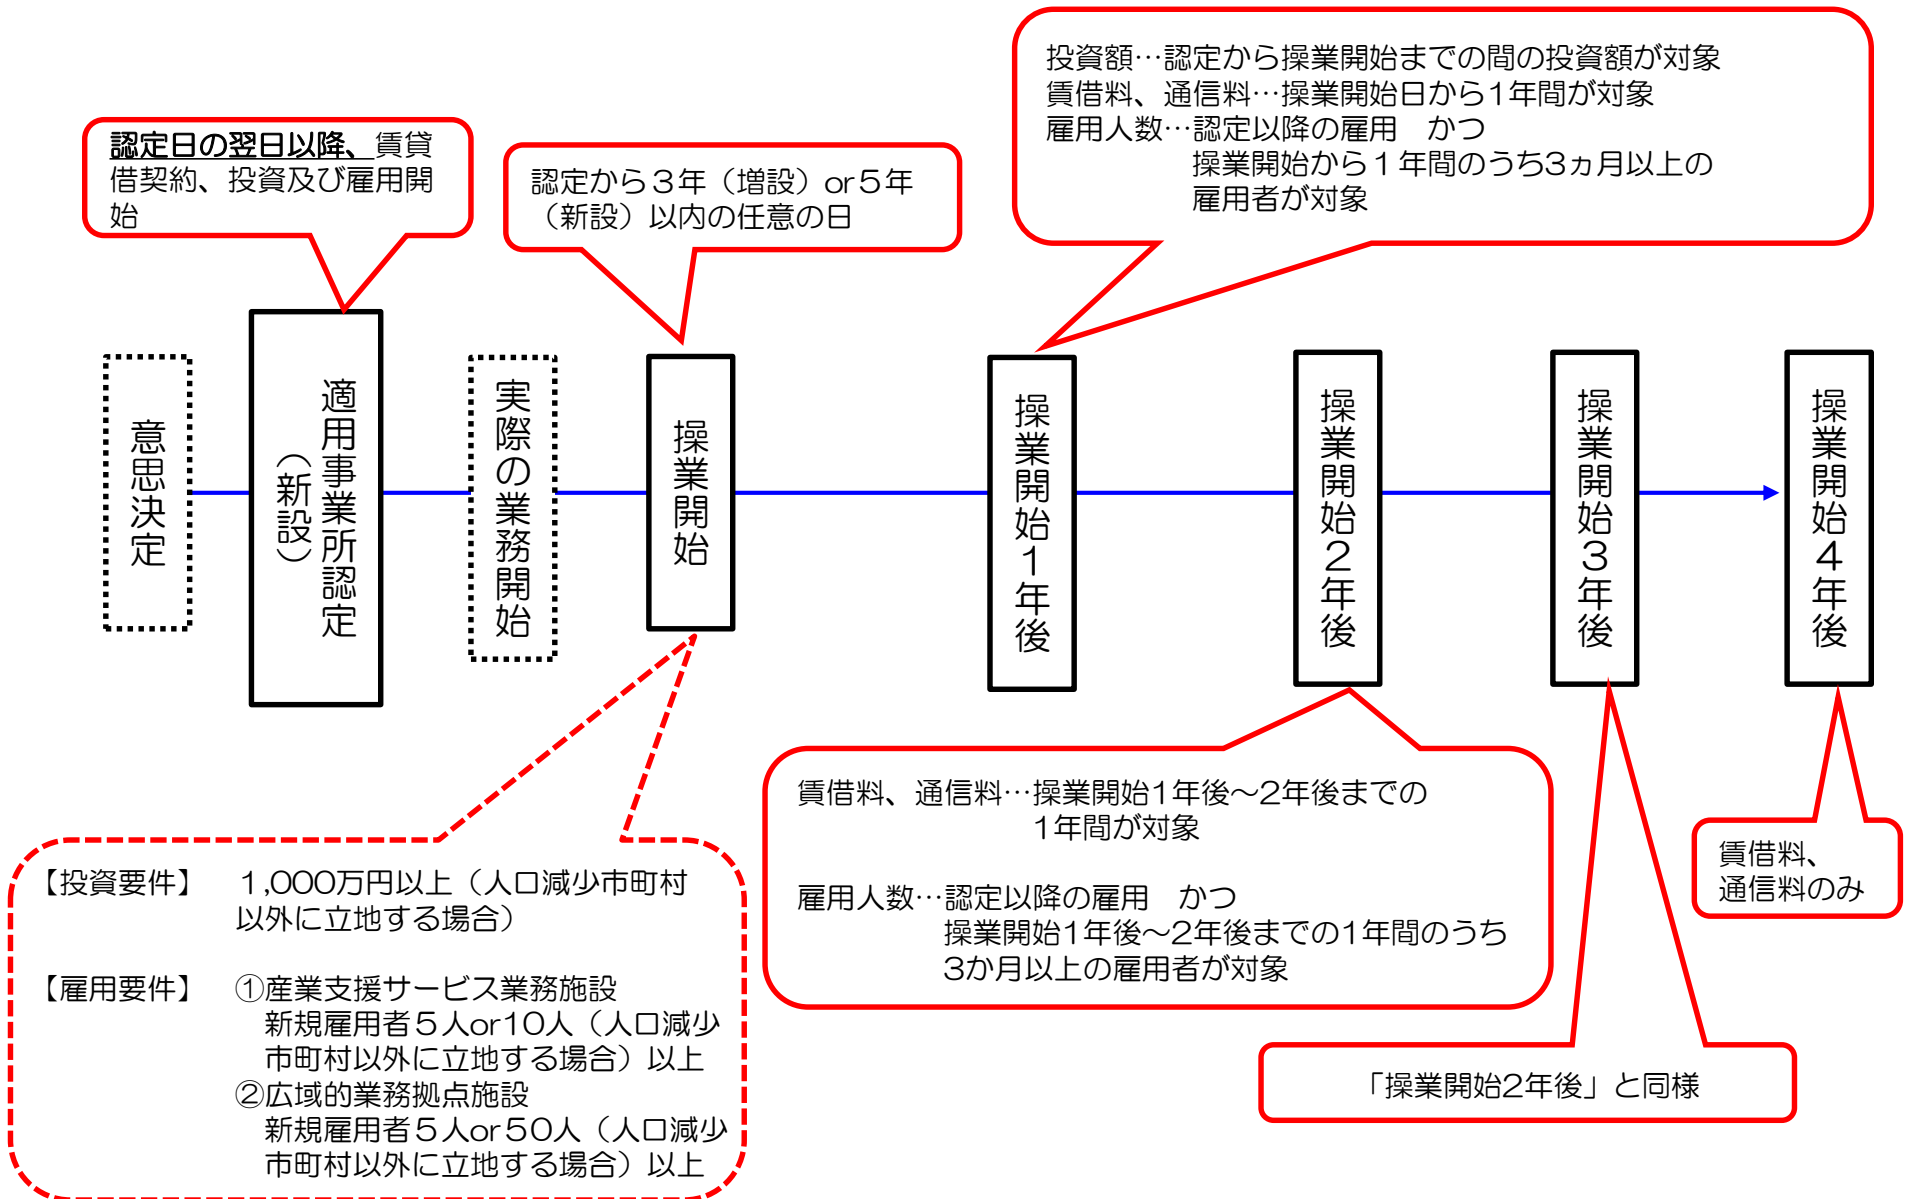 投資額…認定から操業開始までの間の投資額が対象
賃借料、通信料…操業開始日から1年間が対象
雇用人数…認定以降の雇用　かつ
操業開始から１年間のうち3ヵ月以上の
雇用者が対象
認定日の翌日以降、賃貸
借契約、投資及び雇用開
始
認定から３年（増設）or５年
（新設）以内の任意の日
意思決定
適用事業所認定
（新設）
実際の業務開始
操業開始
操業開始１年後
操業開始２年後
操業開始３年後
操業開始４年後
賃借料、通信料…操業開始1年後～2年後までの
1年間が対象
雇用人数…認定以降の雇用　かつ
操業開始1年後～2年後までの1年間のうち
3か月以上の雇用者が対象
賃借料、
通信料のみ
「操業開始2年後」と同様
【投資要件】　１,000万円以上（人口減少市町村
以外に立地する場合）
【雇用要件】　①産業支援サービス業務施設
新規雇用者５人or10人（人口減少
市町村以外に立地する場合）以上
②広域的業務拠点施設
新規雇用者５人or５0人（人口減少
市町村以外に立地する場合）以上